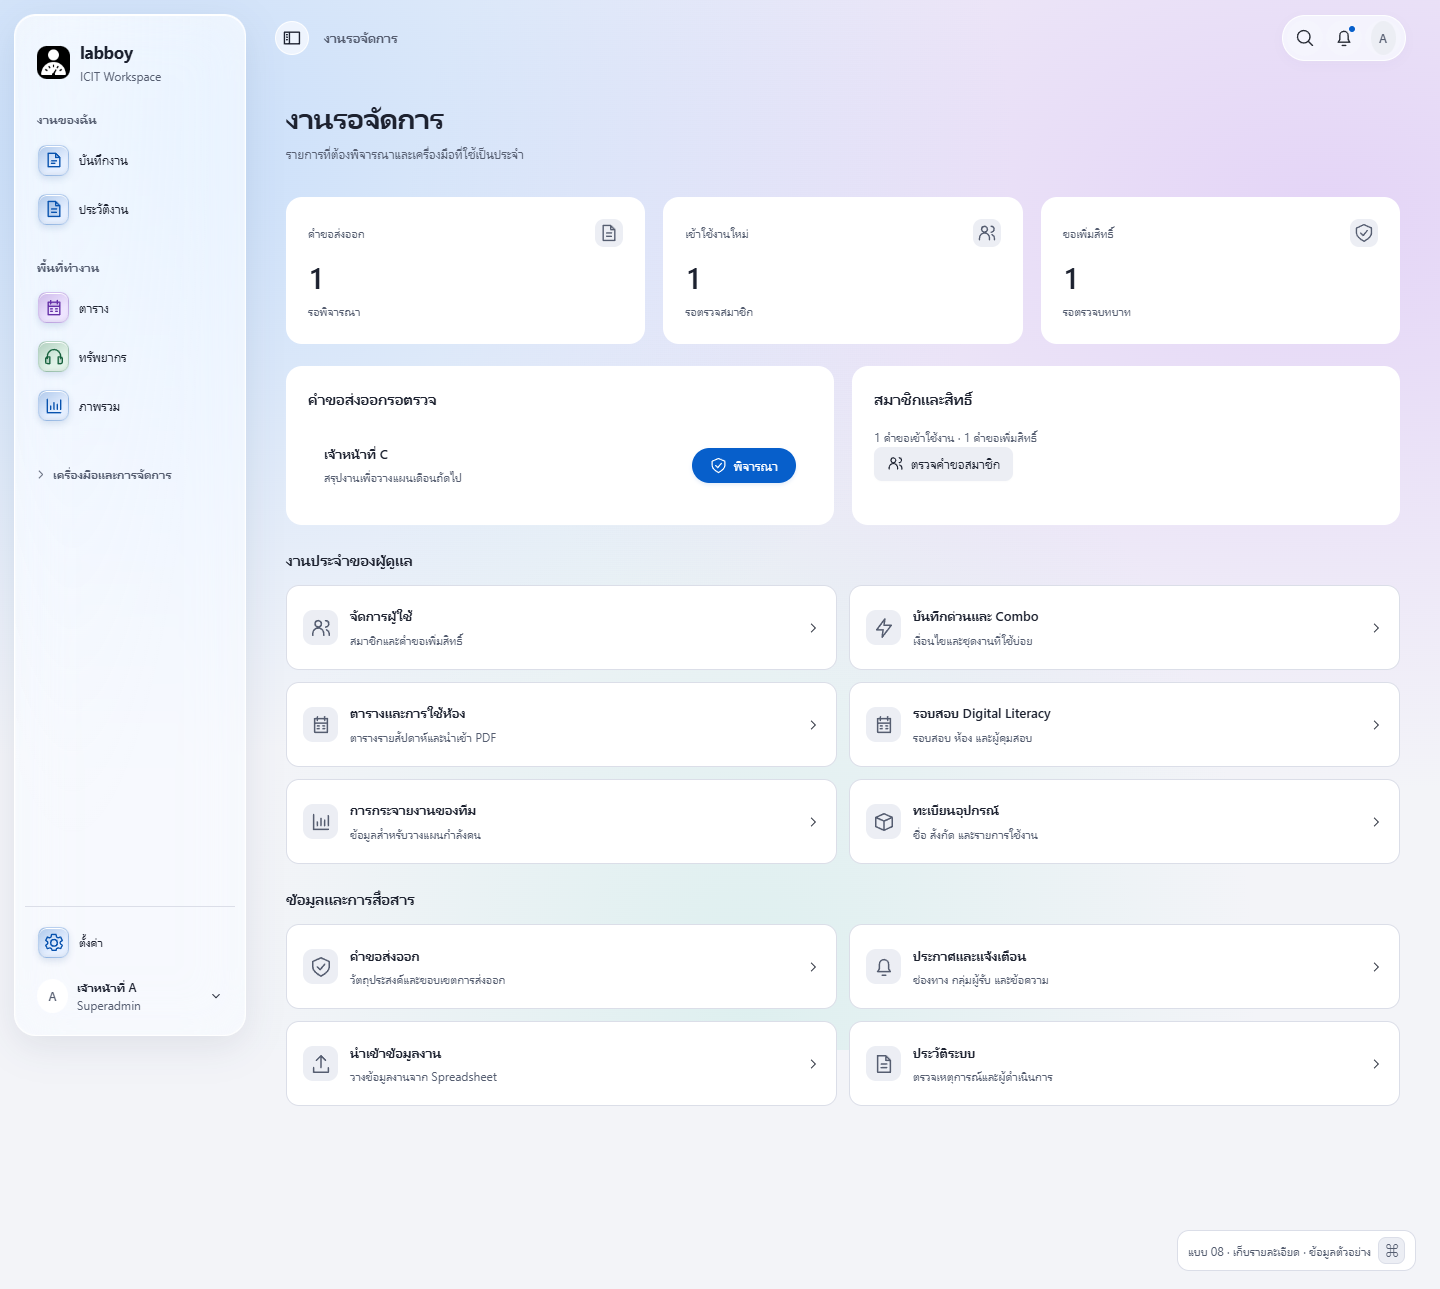 labboy
ICIT Workspace
งานของฉัน
บันทึกงาน
ประวัติงาน
พื้นที่ทำงาน
ตาราง
ทรัพยากร
ภาพรวม
เครื่องมือและการจัดการ
ตั้งค่า
A
เจ้าหน้าที่ A
Superadmin
งานรอจัดการ
A
งานรอจัดการ
รายการที่ต้องพิจารณาและเครื่องมือที่ใช้เป็นประจำ
คำขอส่งออก
1
รอพิจารณา
เข้าใช้งานใหม่
1
รอตรวจสมาชิก
ขอเพิ่มสิทธิ์
1
รอตรวจบทบาท
คำขอส่งออกรอตรวจ
เจ้าหน้าที่ C
สรุปงานเพื่อวางแผนเดือนถัดไป
พิจารณา
สมาชิกและสิทธิ์
1 คำขอเข้าใช้งาน · 1 คำขอเพิ่มสิทธิ์
ตรวจคำขอสมาชิก
งานประจำของผู้ดูแล
จัดการผู้ใช้
สมาชิกและคำขอเพิ่มสิทธิ์
บันทึกด่วนและ Combo
เงื่อนไขและชุดงานที่ใช้บ่อย
ตารางและการใช้ห้อง
ตารางรายสัปดาห์และนำเข้า PDF
รอบสอบ Digital Literacy
รอบสอบ ห้อง และผู้คุมสอบ
การกระจายงานของทีม
ข้อมูลสำหรับวางแผนกำลังคน
ทะเบียนอุปกรณ์
ชื่อ สังกัด และรายการใช้งาน
ข้อมูลและการสื่อสาร
คำขอส่งออก
วัตถุประสงค์และขอบเขตการส่งออก
ประกาศและแจ้งเตือน
ช่องทาง กลุ่มผู้รับ และข้อความ
นำเข้าข้อมูลงาน
วางข้อมูลงานจาก Spreadsheet
ประวัติระบบ
ตรวจเหตุการณ์และผู้ดำเนินการ
แบบ 08 · เก็บรายละเอียด · ข้อมูลตัวอย่าง ⌘